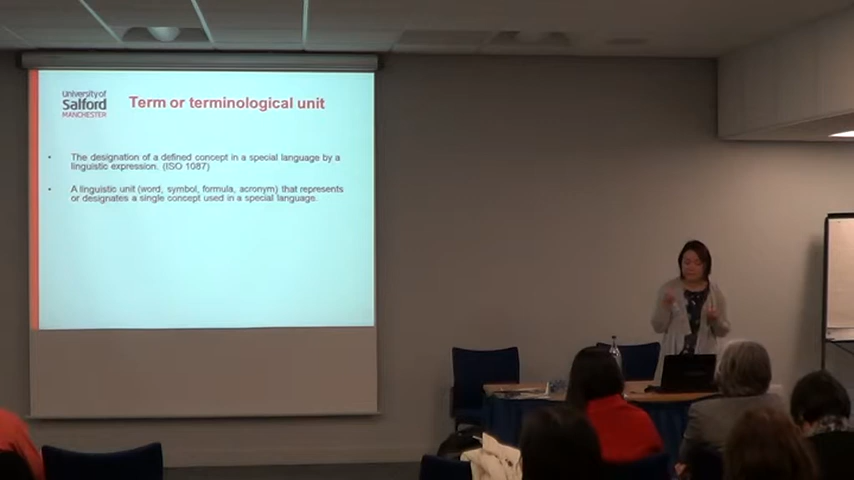 University of
Salford
MANCHESTER
Term or terminological unit
• The designation of a defined concept in a special language by a
linguistic expression. (ISO 1087)
• A linguistic unit (word, symbol, formula, acronym) that represents
or designates a single concept used in a special language.